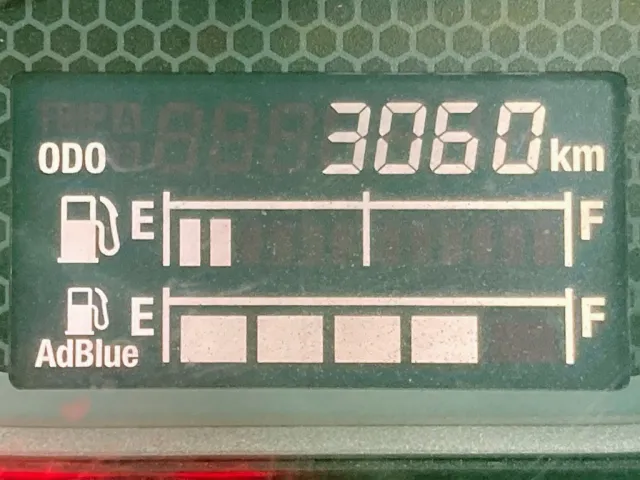 ODO 3060 km
E F
E F
AdBlue